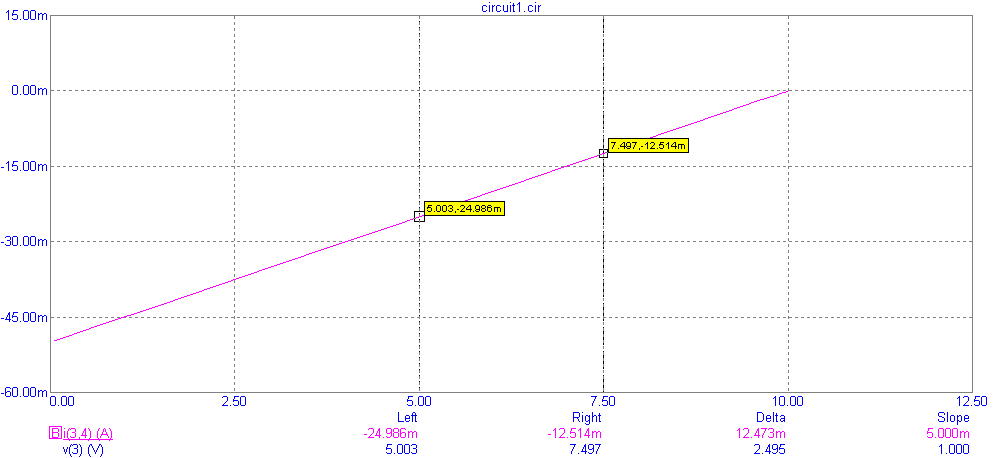 circuit1.cir
15.00m
0.00m
7.497,-12.514m
-15.00m
5.003,-24.986m
-30.00m
-45.00m
-60.00m
0.00 2.50 5.00 7.50 10.00 12.50
Left Right Delta Slope
B i(3,4) (A) -24.986m -12.514m 12.473m 5.000m
v(3) (V) 5.003 7.497 2.495 1.000